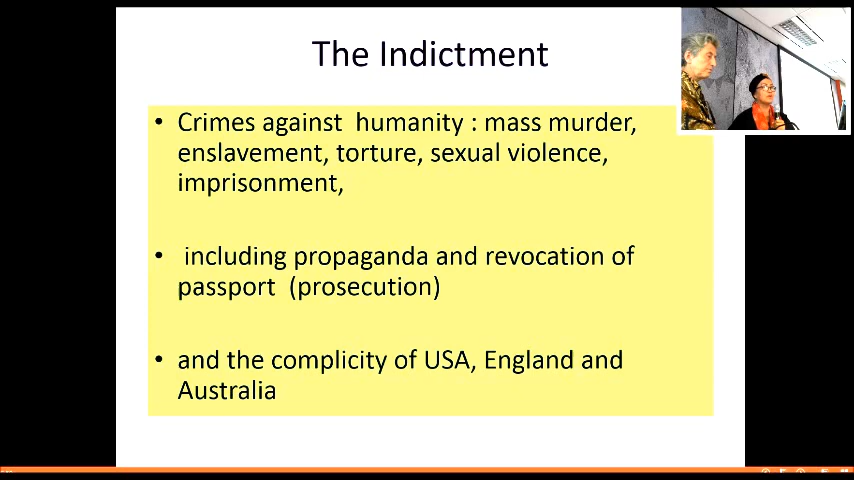 The Indictment
• Crimes against  humanity : mass murder,
enslavement, torture, sexual violence,
imprisonment,
•  including propaganda and revocation of
passport  (prosecution)
• and the complicity of USA, England and
Australia